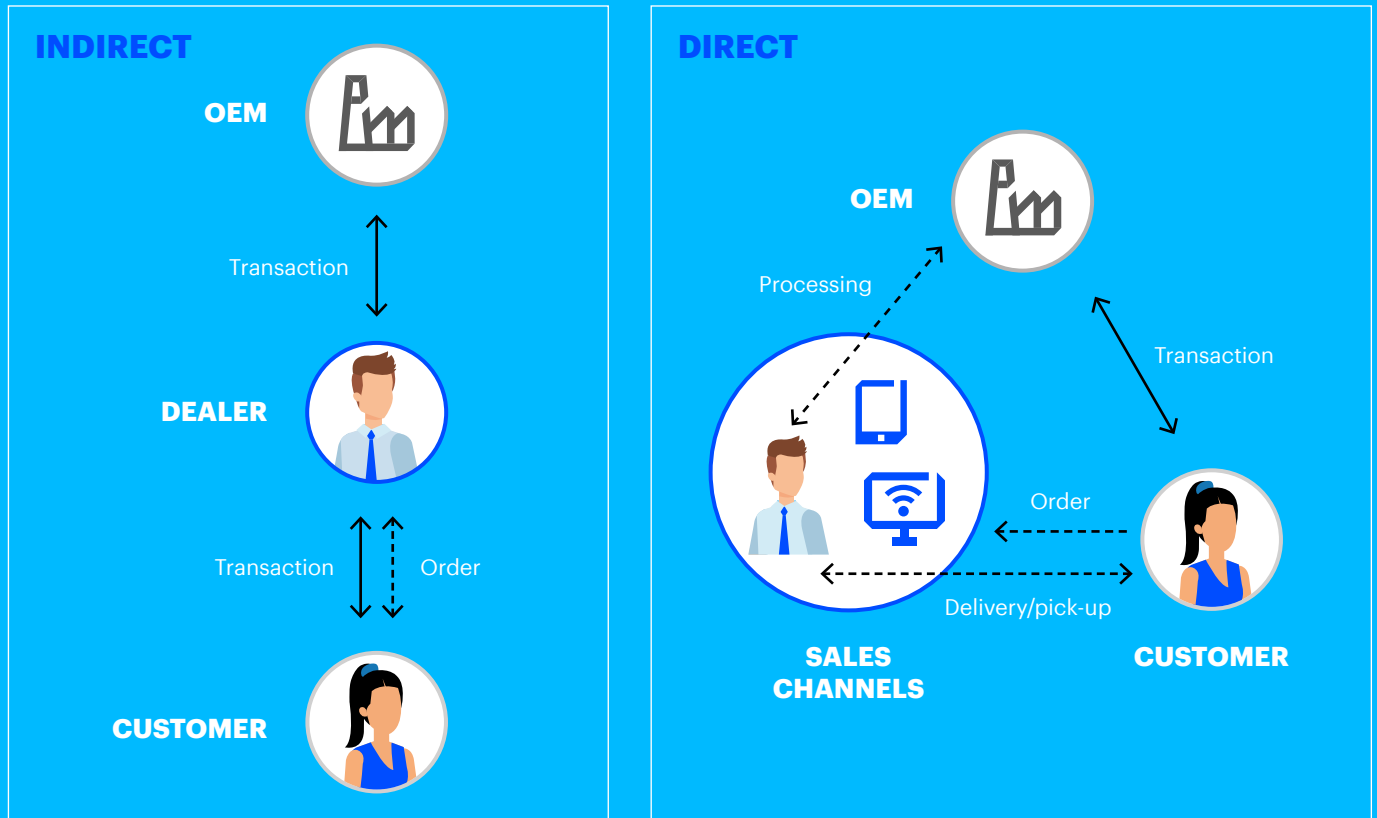 INDIRECT
OEM
Transaction
DEALER
Transaction
Order
CUSTOMER
DIRECT
OEM
Processing
Transaction
Order
Delivery/pick-up
SALES
CHANNELS
CUSTOMER